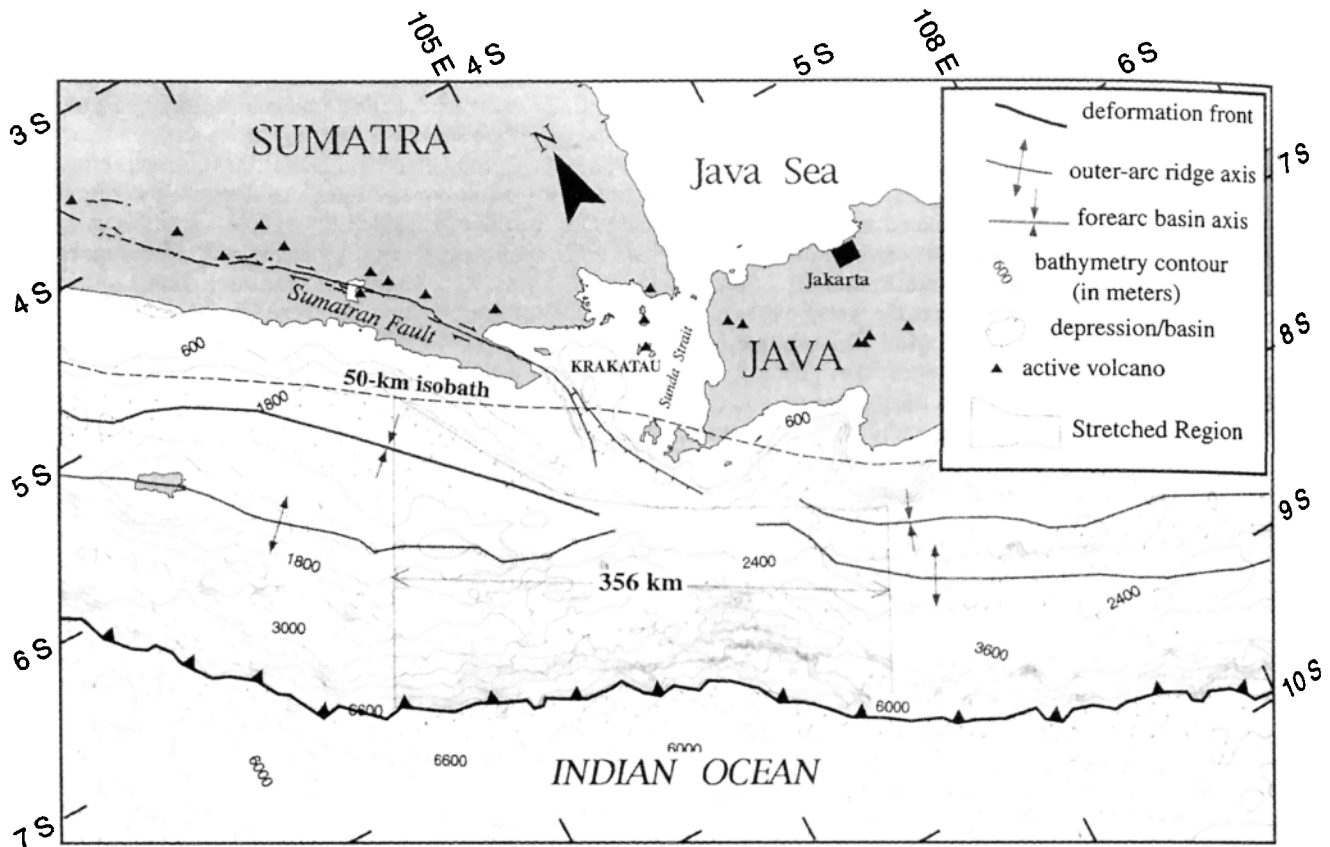 105 E
4 S
5 S
108 E
6 S
3 S
4 S
5 S
6 S
7 S
7 S
8 S
9 S
10 S
SUMATRA
N
Java Sea
Jakarta
Sumatran Fault
KRAKATAU
Sunda Strait
JAVA
600
50-km isobath
1800
600
1800
356 km
2400
2400
3000
3600
6600
6000
6000
6600
6000
INDIAN OCEAN
deformation front
outer-arc ridge axis
forearc basin axis
600
bathymetry contour
(in meters)
depression/basin
active volcano
Stretched Region